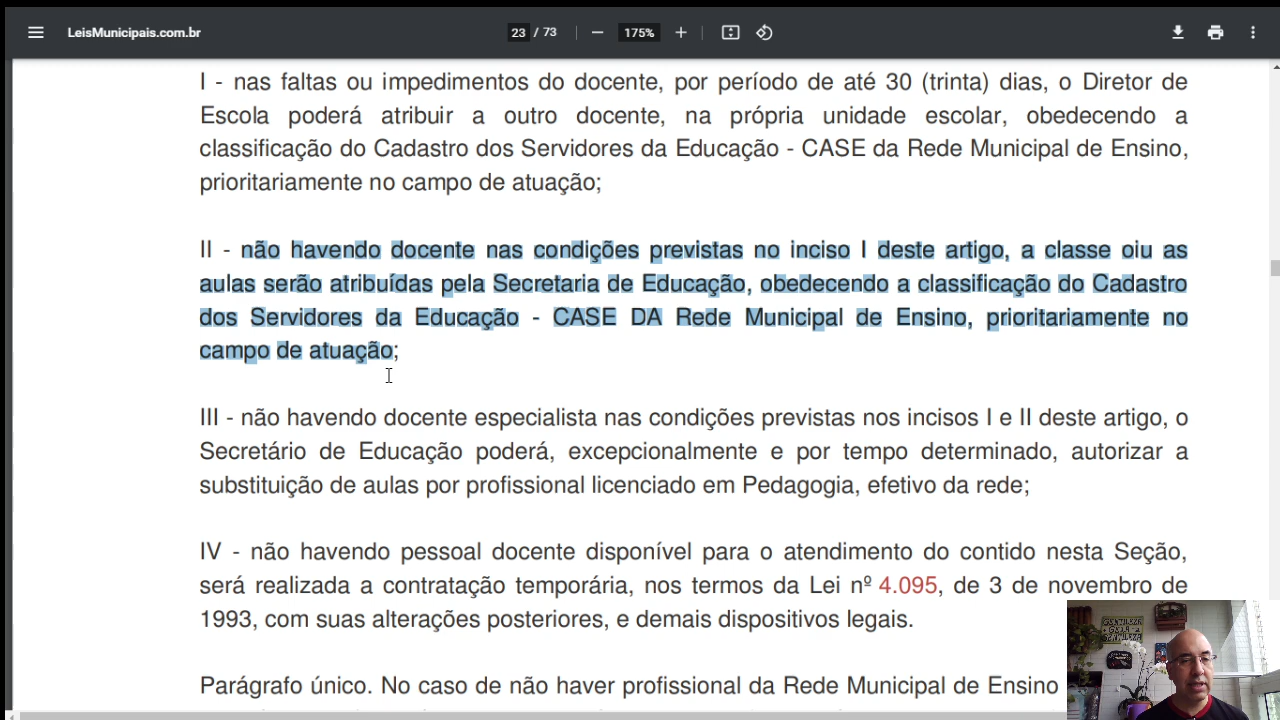 LeisMunicipais.com.br
23 / 73
175%
I - nas faltas ou impedimentos do docente, por período de até 30 (trinta) dias, o Diretor de
Escola poderá atribuir a outro docente, na própria unidade escolar, obedecendo a
classificação do Cadastro dos Servidores da Educação - CASE da Rede Municipal de Ensino,
prioritariamente no campo de atuação;
II - não havendo docente nas condições previstas no inciso I deste artigo, a classe oiu as
aulas serão atribuídas pela Secretaria de Educação, obedecendo a classificação do Cadastro
dos Servidores da Educação - CASE DA Rede Municipal de Ensino, prioritariamente no
campo de atuação;
III - não havendo docente especialista nas condições previstas nos incisos I e II deste artigo, o
Secretário de Educação poderá, excepcionalmente e por tempo determinado, autorizar a
substituição de aulas por profissional licenciado em Pedagogia, efetivo da rede;
IV - não havendo pessoal docente disponível para o atendimento do contido nesta Seção,
será realizada a contratação temporária, nos termos da Lei nº 4.095, de 3 de novembro de
1993, com suas alterações posteriores, e demais dispositivos legais.
Parágrafo único. No caso de não haver profissional da Rede Municipal de Ensino